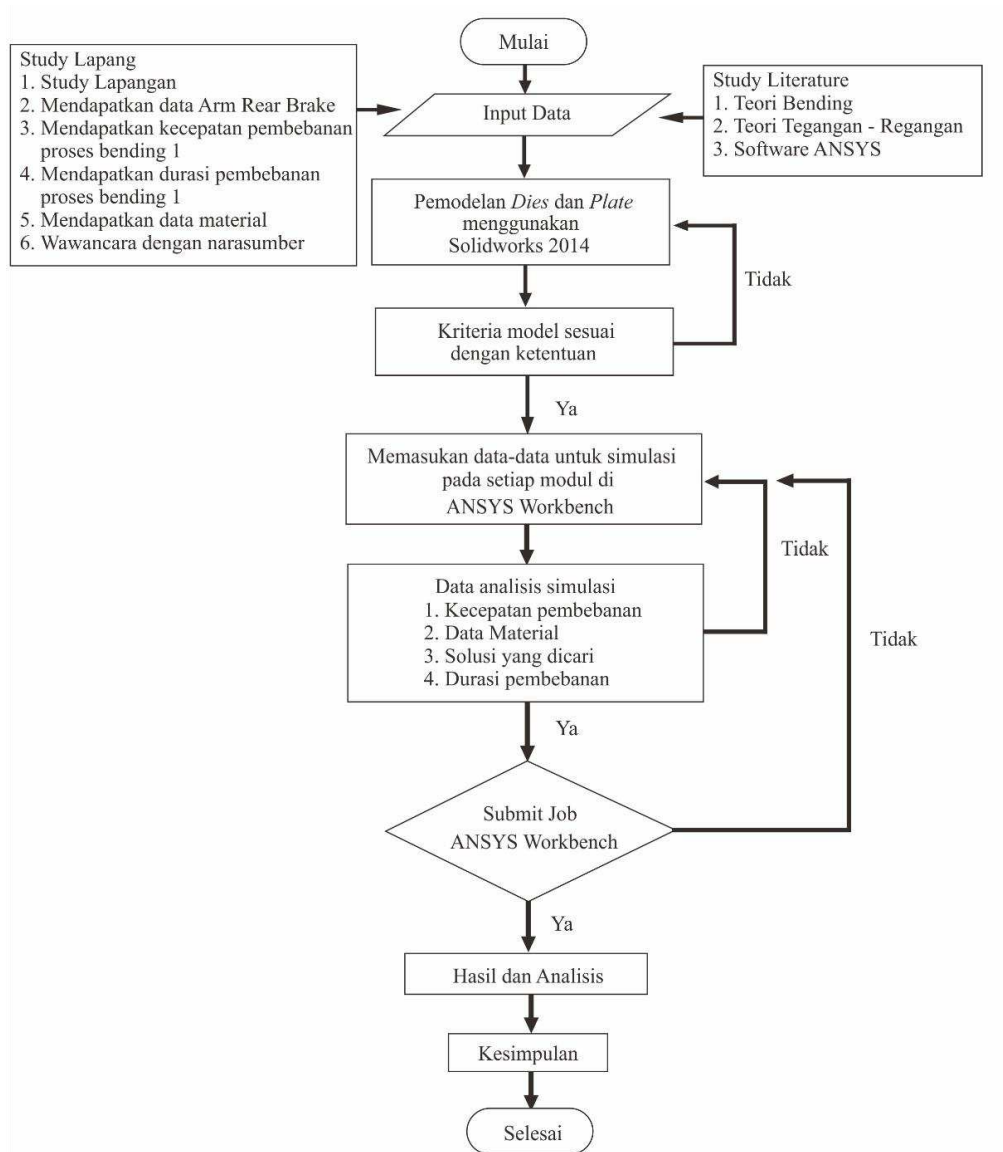 Mulai
Study Lapang
1. Study Lapangan
2. Mendapatkan data Arm Rear Brake
3. Mendapatkan kecepatan pembebanan
proses bending 1
4. Mendapatkan durasi pembebanan
proses bending 1
5. Mendapatkan data material
6. Wawancara dengan narasumber
Input Data
Study Literature
1. Teori Bending
2. Teori Tegangan - Regangan
3. Software ANSYS
Pemodelan Dies dan Plate
menggunakan
Solidworks 2014
Tidak
Kriteria model sesuai
dengan ketentuan
Ya
Memasukan data-data untuk simulasi
pada setiap modul di
ANSYS Workbench
Tidak
Data analisis simulasi
1. Kecepatan pembebanan
2. Data Material
3. Solusi yang dicari
4. Durasi pembebanan
Tidak
Ya
Submit Job
ANSYS Workbench
Ya
Hasil dan Analisis
Kesimpulan
Selesai